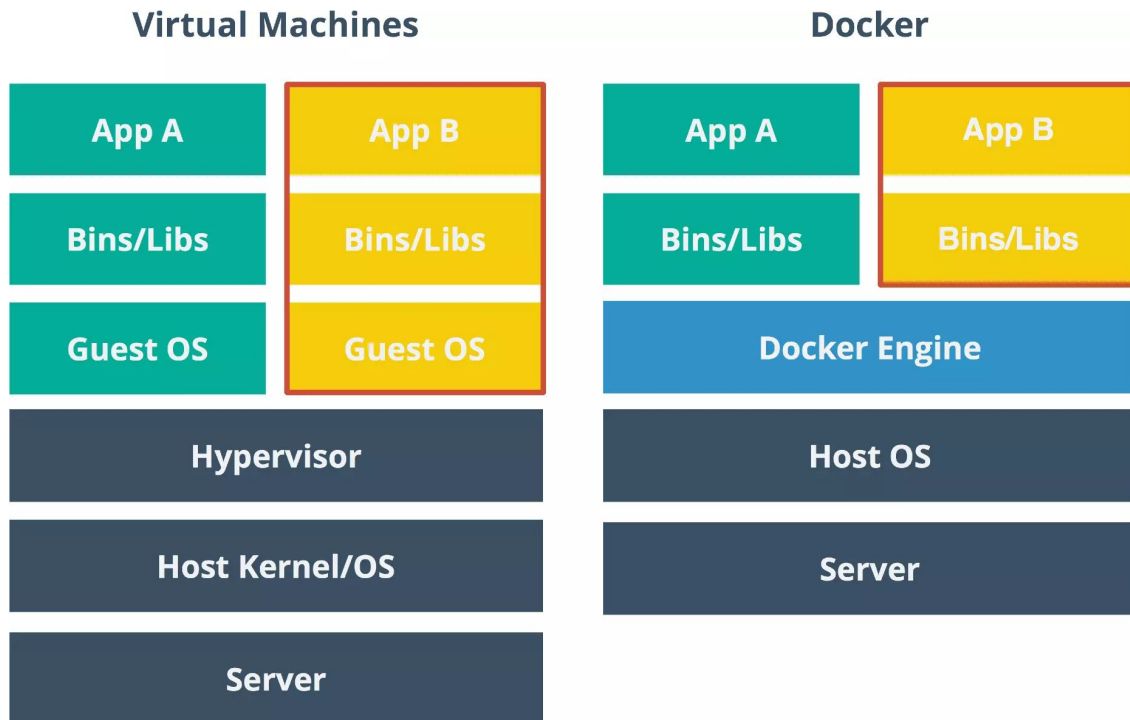 Virtual Machines
App A
App B
Bins/Libs
Bins/Libs
Guest OS
Guest OS
Hypervisor
Host Kernel/OS
Server
Docker
App A
App B
Bins/Libs
Bins/Libs
Docker Engine
Host OS
Server